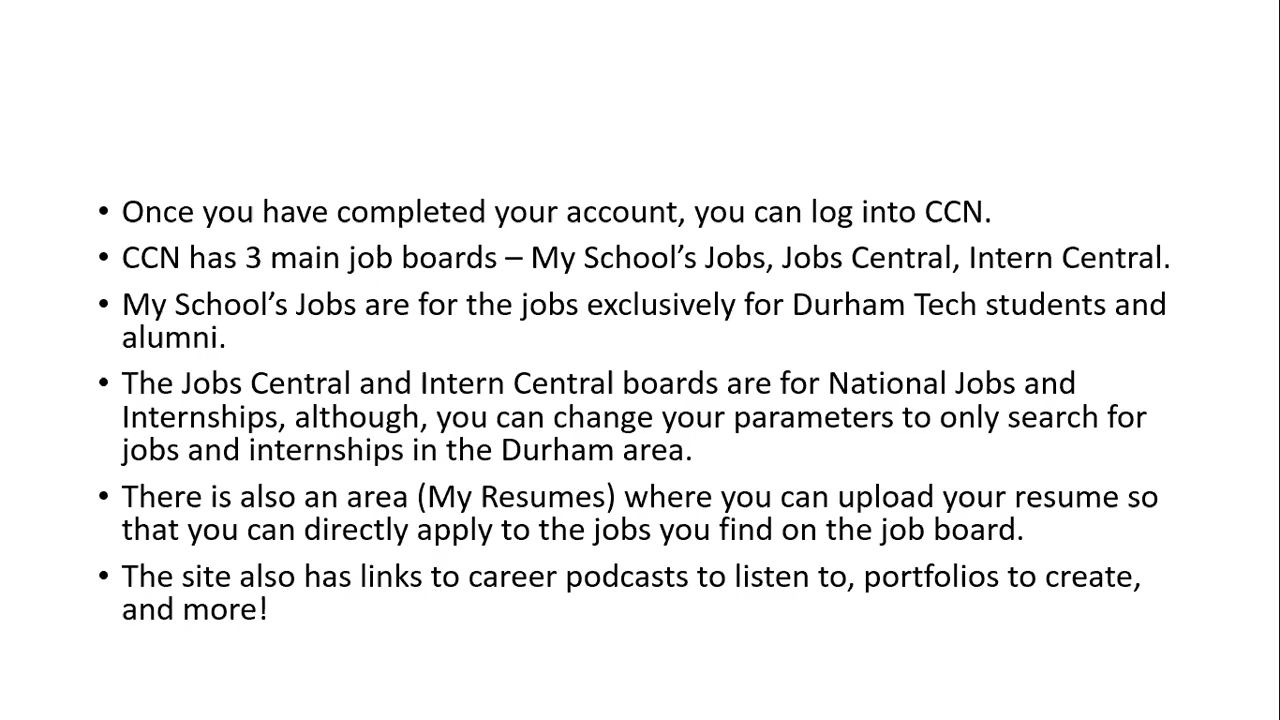 • Once you have completed your account, you can log into CCN.
• CCN has 3 main job boards – My School’s Jobs, Jobs Central, Intern Central.
• My School’s Jobs are for the jobs exclusively for Durham Tech students and
alumni.
• The Jobs Central and Intern Central boards are for National Jobs and
Internships, although, you can change your parameters to only search for
jobs and internships in the Durham area.
• There is also an area (My Resumes) where you can upload your resume so
that you can directly apply to the jobs you find on the job board.
• The site also has links to career podcasts to listen to, portfolios to create,
and more!